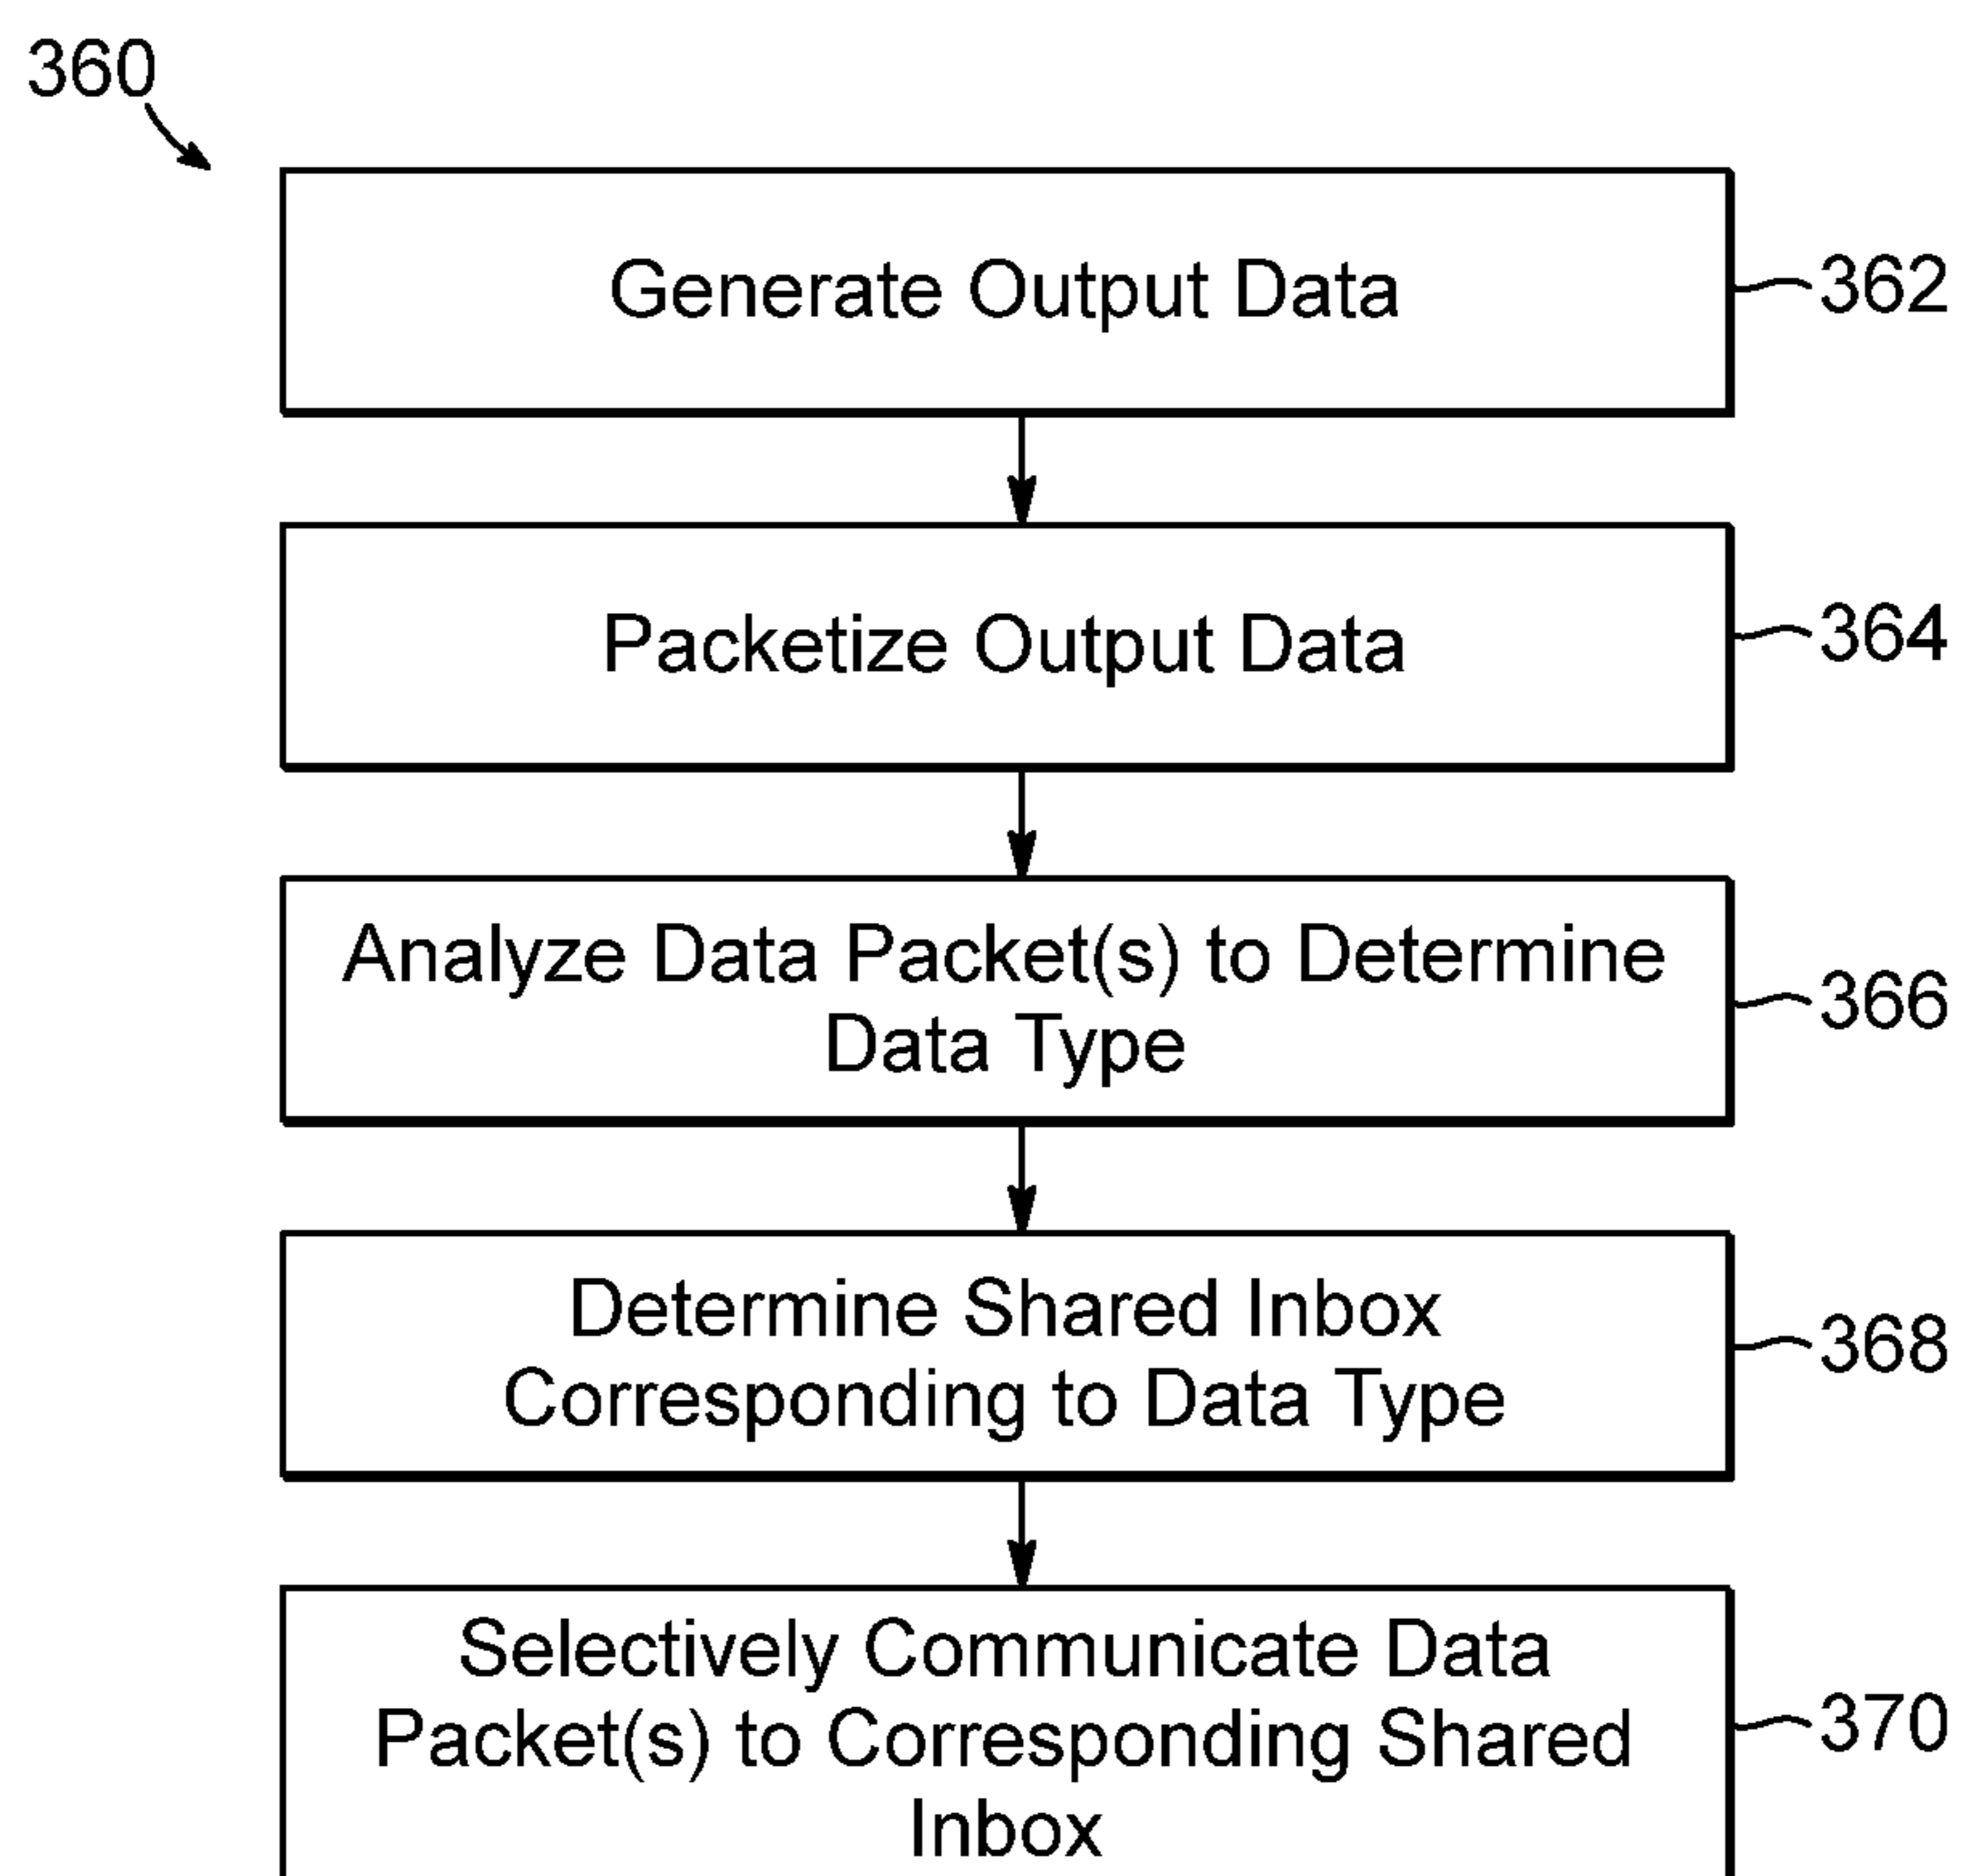 360
Generate Output Data
362
Packetize Output Data
364
Analyze Data Packet(s) to Determine
Data Type
366
Determine Shared Inbox
Corresponding to Data Type
368
Selectively Communicate Data
Packet(s) to Corresponding Shared
Inbox
370